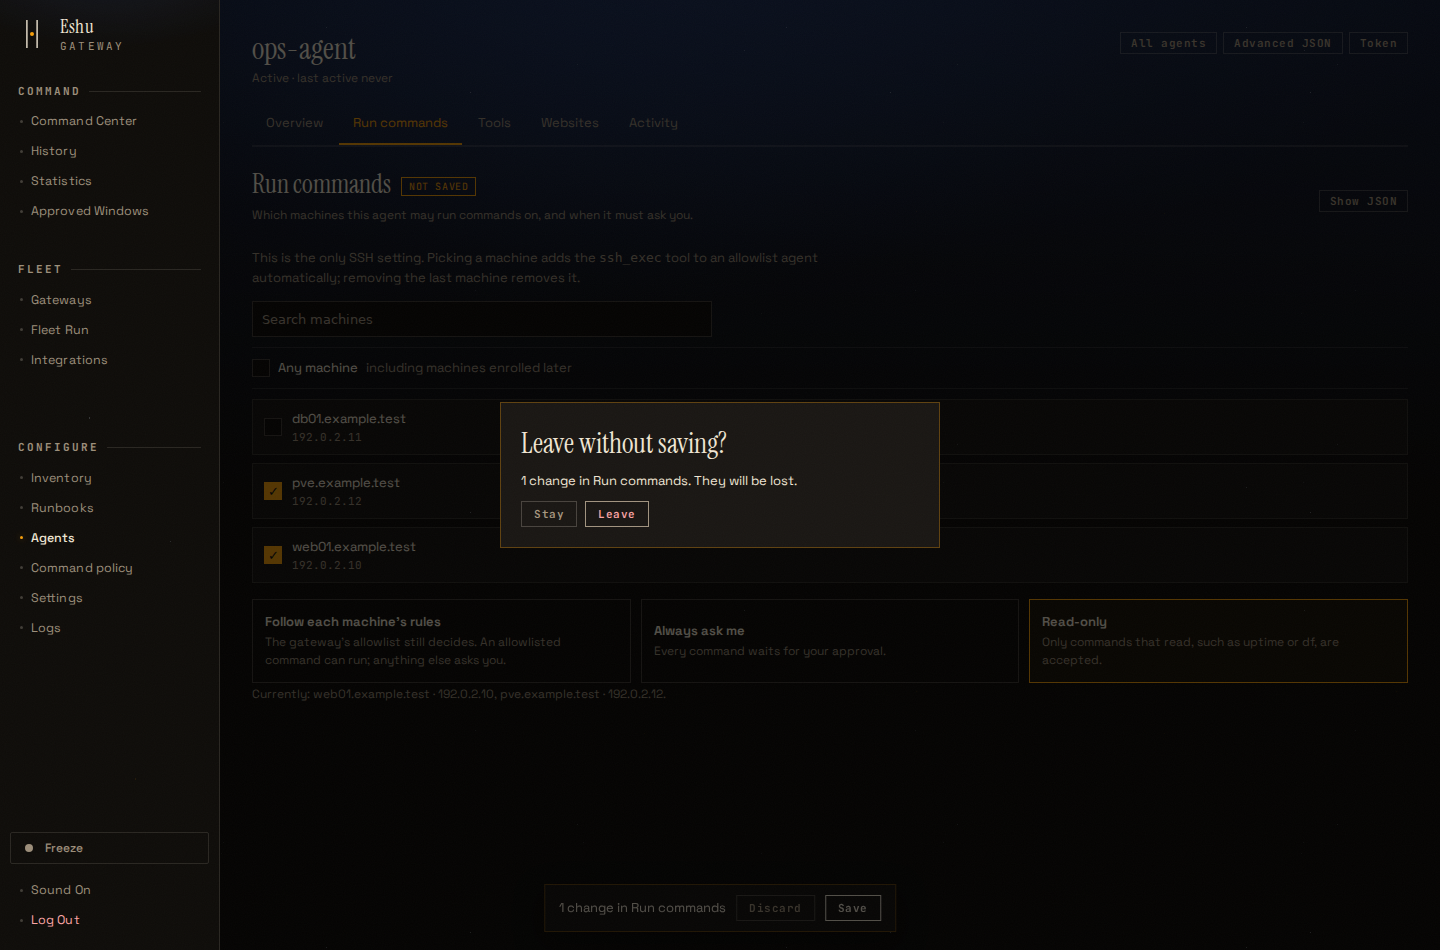 Eshu
GATEWAY
COMMAND
Command Center
History
Statistics
Approved Windows
FLEET
Gateways
Fleet Run
Integrations
CONFIGURE
Inventory
Runbooks
Agents
Command policy
Settings
Logs
Freeze
Sound On
Log Out
ops-agent
Active · last active never
All agents
Advanced JSON
Token
Overview
Run commands
Tools
Websites
Activity
Run commands
NOT SAVED
Which machines this agent may run commands on, and when it must ask you.
Show JSON
This is the only SSH setting. Picking a machine adds the ssh_exec tool to an allowlist agent
automatically; removing the last machine removes it.
Search machines
Any machine including machines enrolled later
db01.example.test
192.0.2.11
pve.example.test
192.0.2.12
web01.example.test
192.0.2.10
Leave without saving?
1 change in Run commands. They will be lost.
Stay
Leave
Follow each machine's rules
The gateway's allowlist still decides. An allowlisted
command can run; anything else asks you.
Always ask me
Every command waits for your approval.
Read-only
Only commands that read, such as uptime or df, are
accepted.
Currently: web01.example.test · 192.0.2.10, pve.example.test · 192.0.2.12.
1 change in Run commands
Discard
Save